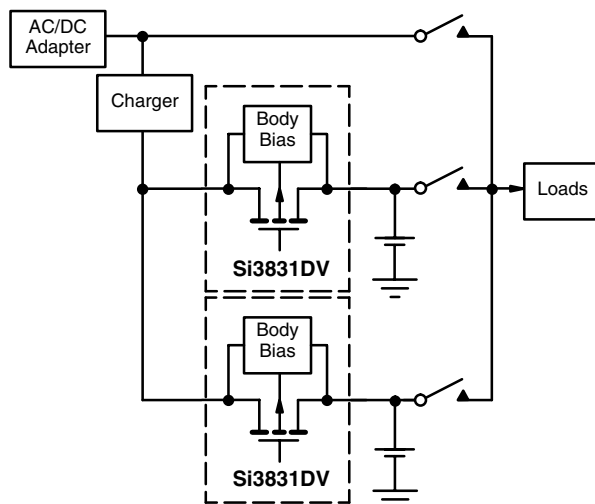 AC/DC
Adapter
Charger
Body
Bias
Si3831DV
Loads
Body
Bias
Si3831DV